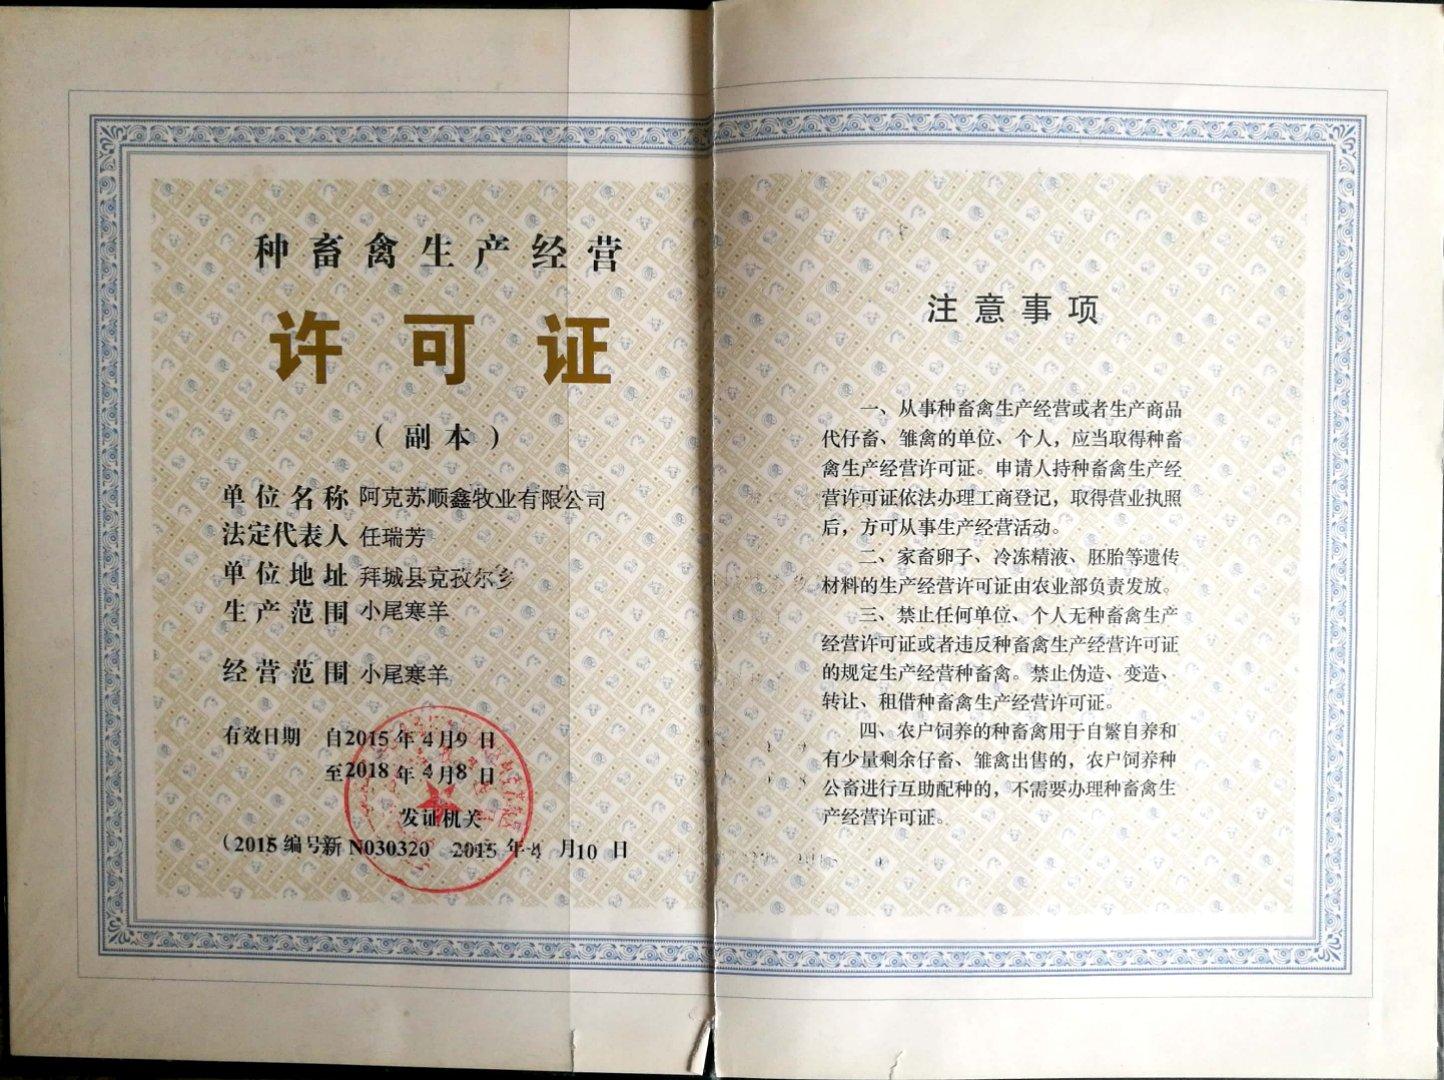 种畜禽生产经营
许可证
(副本)
单位名称 阿克苏顺鑫牧业有限公司
法定代表人 任瑞芳
单位地址 拜城县克孜尔乡
生产范围 小尾寒羊
经营范围 小尾寒羊
有效日期 自2015年4月9日
至2018年4月8日
发证机关
(2015 编号新 N030320 2015 年 4 月10 日
注意事项
一、从事种畜禽生产经营或者生产商品
代仔畜、雏禽的单位、个人，应当取得种畜
禽生产经营许可证。申请人持种畜禽生产经
营许可证依法办理工商登记，取得营业执照
后，方可从事生产经营活动。
二、家畜卵子、冷冻精液、胚胎等遗传
材料的生产经营许可证由农业部负责发放。
三、禁止任何单位、个人无种畜禽生产
经营许可证或者违反种畜禽生产经营许可证
的规定生产经营种畜禽。禁止伪造、变造、
转让、租借种畜禽生产经营许可证。
四、农户饲养的种畜禽用于自繁自养和
有少量剩余仔畜、雏禽出售的，农户饲养种
公畜进行互助配种的，不需要办理种畜禽生
产经营许可证。